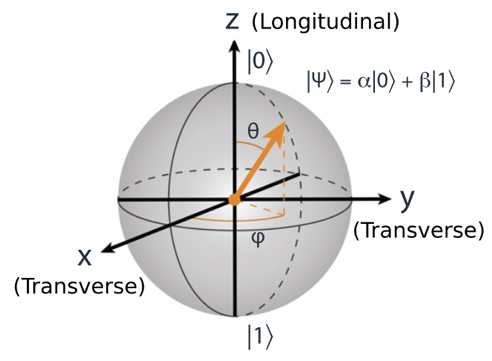 z (Longitudinal)
|0⟩
|Ψ⟩ = α|0⟩ + β|1⟩
θ
y
(Transverse)
φ
x
(Transverse)
|1⟩